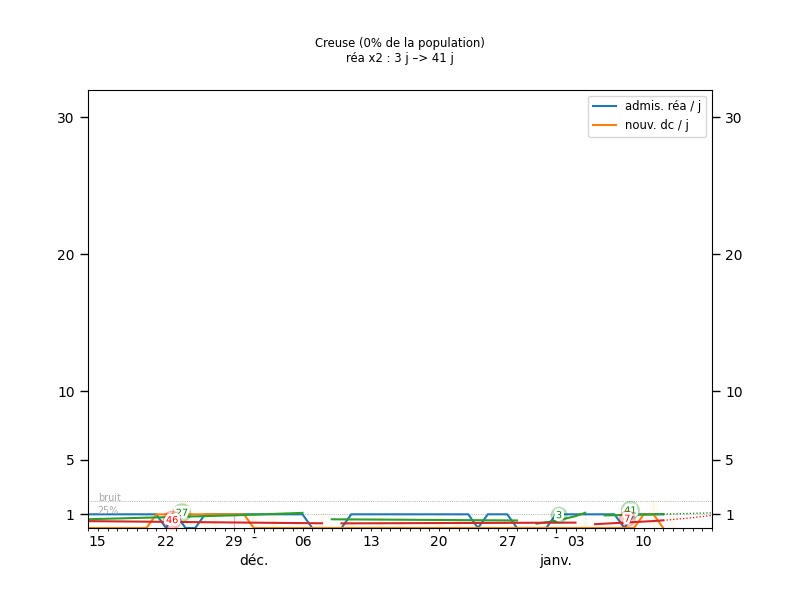 Creuse (0% de la population)
réa x2 : 3 j –> 41 j
admis. réa / j
nouv. dc / j
30 30
20 20
10 10
5 5
bruit
25%
1 1
27
46
3
41
15 22 29 - 06 13 20 27 - 03 10
déc. janv.